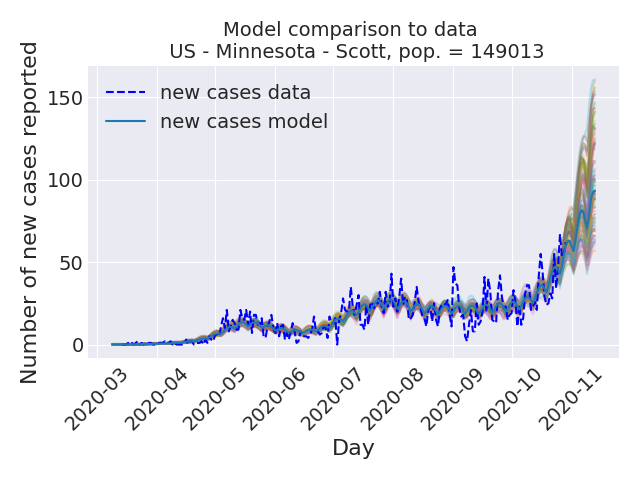 Model comparison to data
US - Minnesota - Scott, pop. = 149013
Number of new cases reported
150
100
50
0
new cases data
new cases model
2020-03
2020-04
2020-05
2020-06
2020-07
2020-08
2020-09
2020-10
2020-11
Day